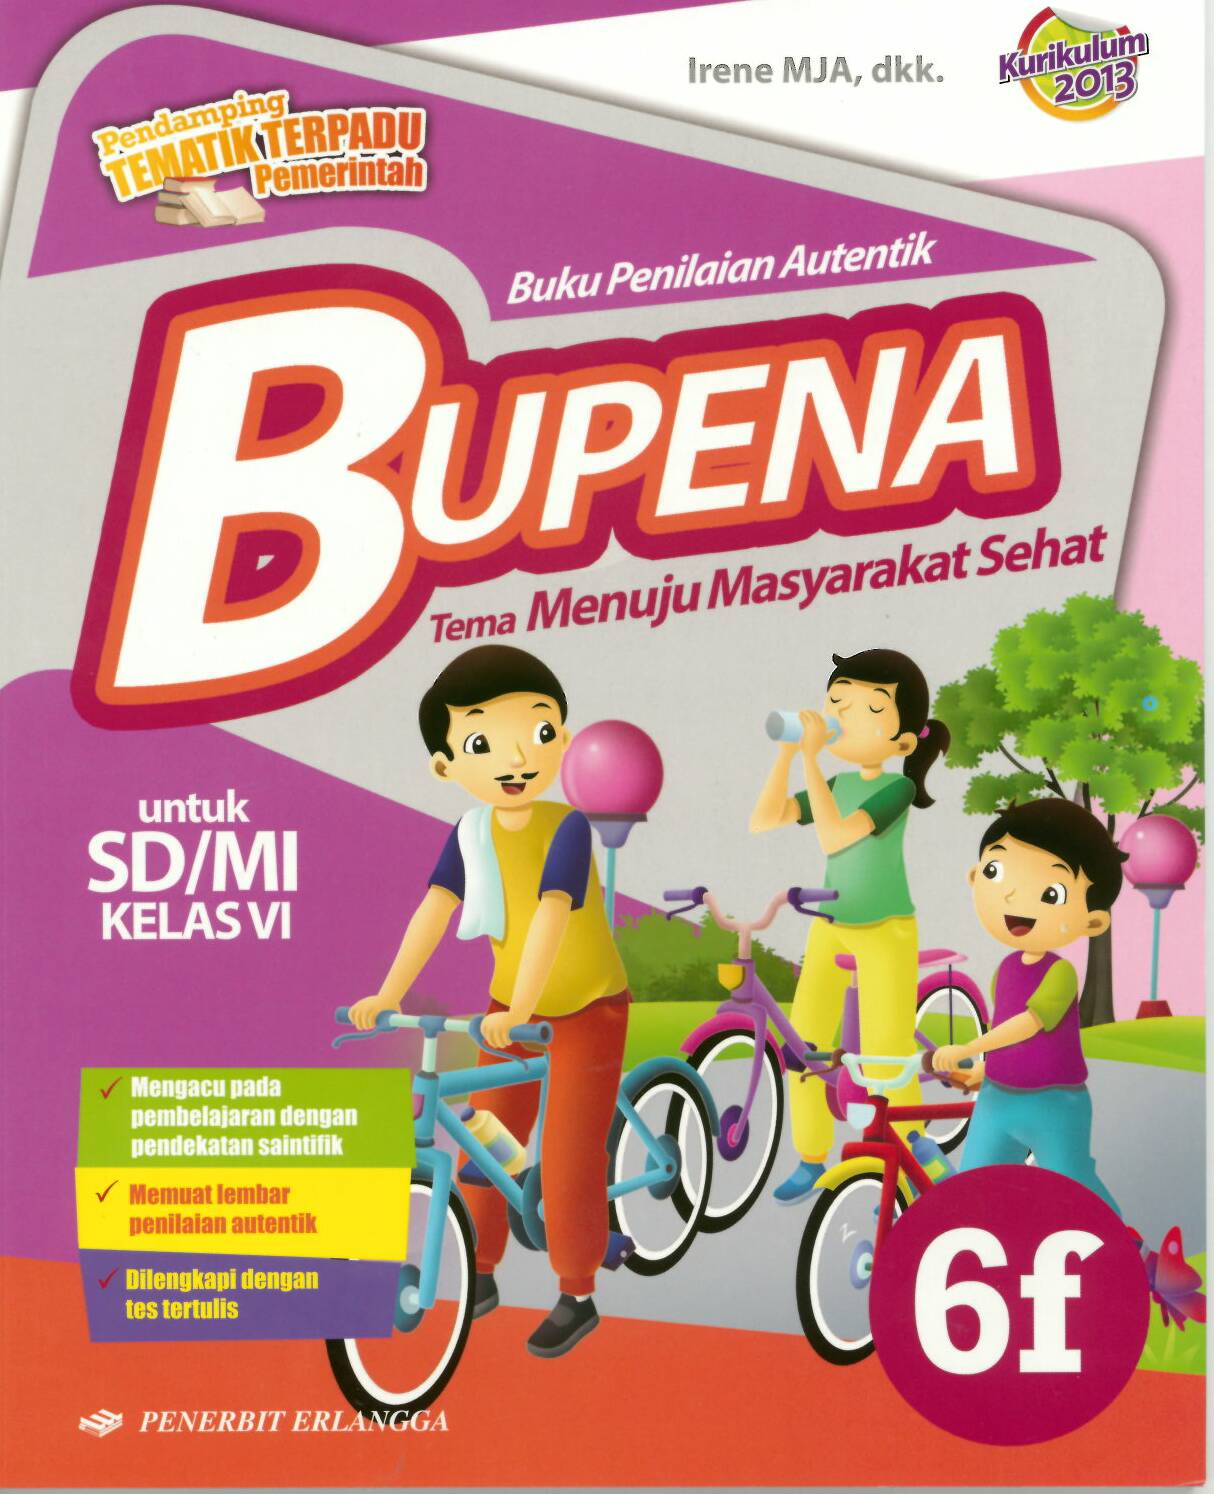 Irene MJA, dkk.
Kurikulum
2013
Pendamping
TEMATIK TERPADU
Pemerintah
Buku Penilaian Autentik
BUPENA
Tema Menuju Masyarakat Sehat
untuk
SD/MI
KELAS VI
Mengacu pada
pembelajaran dengan
pendekatan saintifik
Memuat lembar
penilaian autentik
Dilengkapi dengan
tes tertulis
6f
PENERBIT ERLANGGA